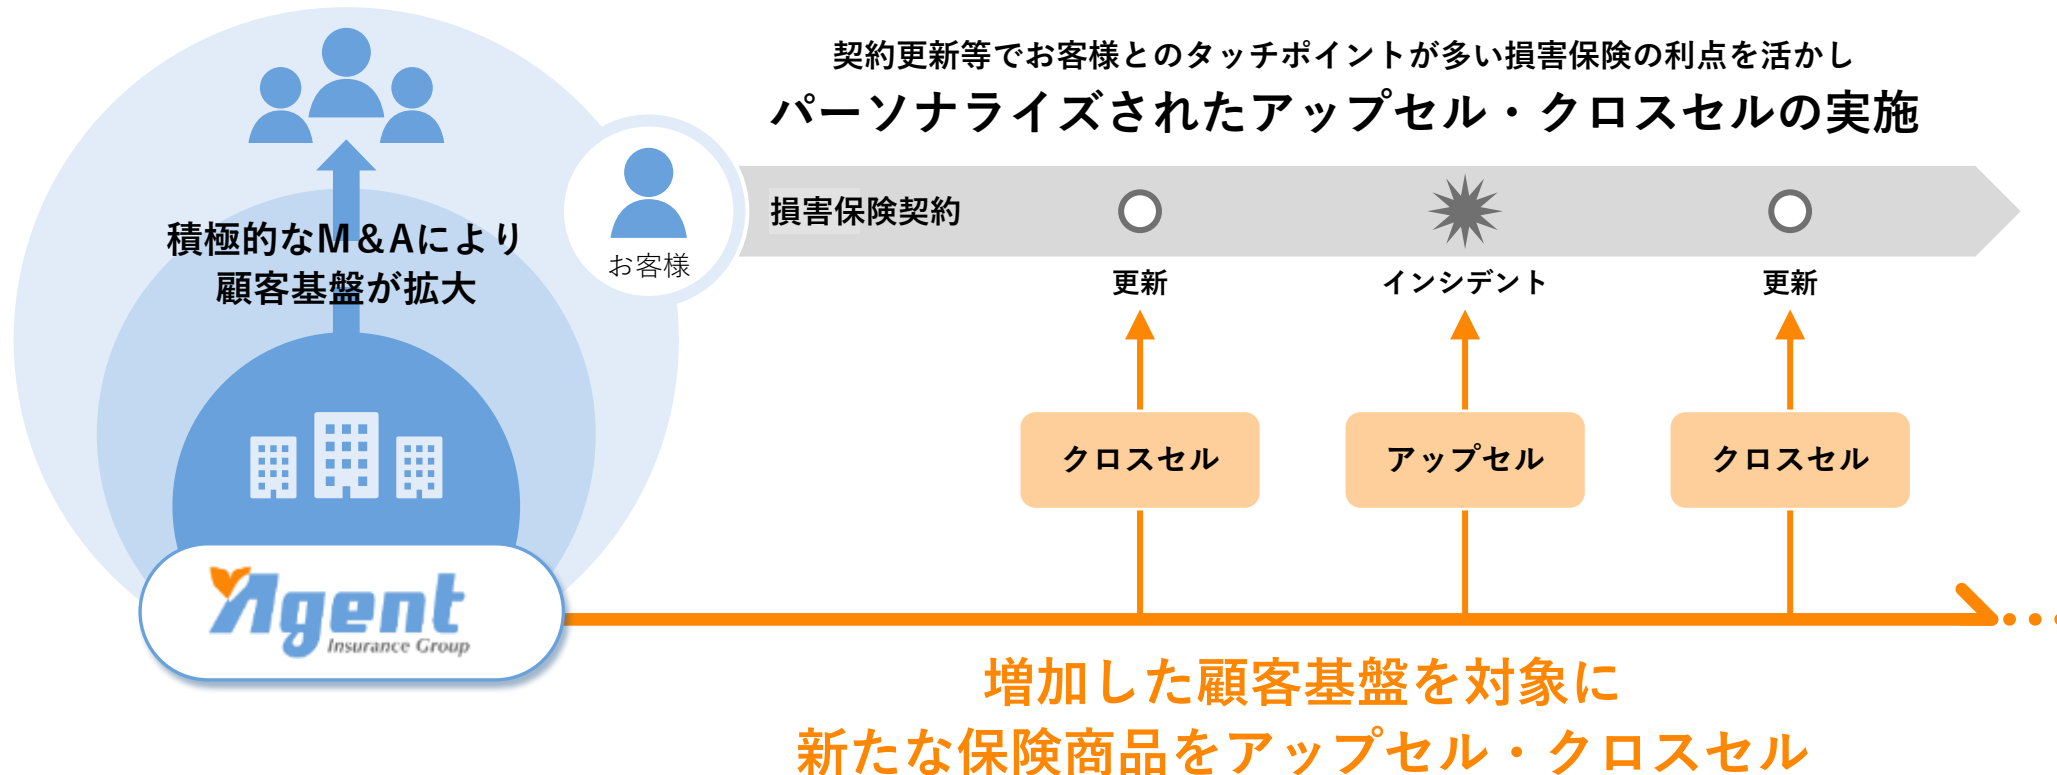 契約更新等でお客様とのタッチポイントが多い損害保険の利点を活かし
パーソナライズされたアップセル・クロスセルの実施
積極的なM＆Aにより
顧客基盤が拡大
お客様
損害保険契約
更新
インシデント
更新
クロスセル
アップセル
クロスセル
Agent
Insurance Group
増加した顧客基盤を対象に
新たな保険商品をアップセル・クロスセル